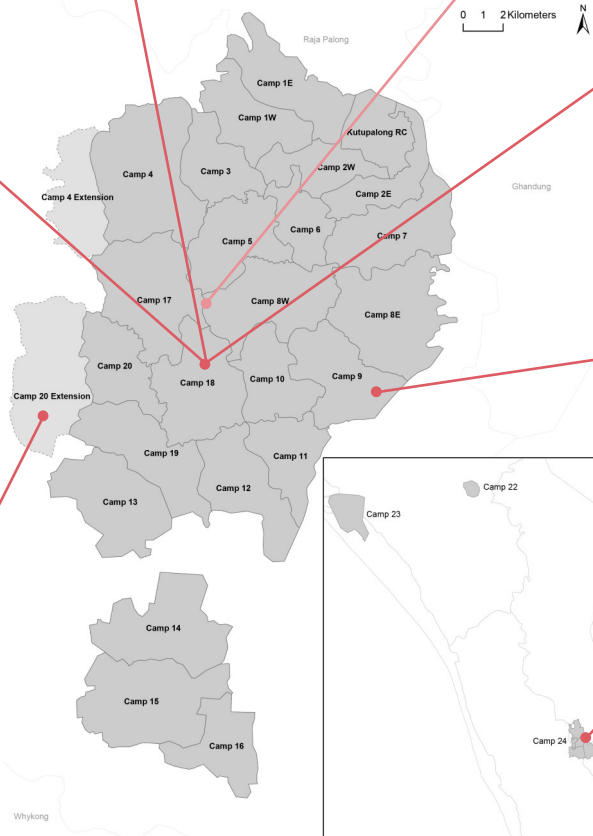 0 1 2 Kilometers
N
Raja Palong
Camp 1E
Camp 1W
Kutupalong RC
Camp 2W
Camp 3
Camp 4
Camp 4 Extension
Camp 2E
Ghandung
Camp 6
Camp 5
Camp 7
Camp 17
Camp 8W
Camp 8E
Camp 20
Camp 18
Camp 10
Camp 9
Camp 20 Extension
Camp 19
Camp 11
Camp 12
Camp 13
Camp 22
Camp 23
Camp 14
Camp 15
Camp 16
Camp 24
Whykong